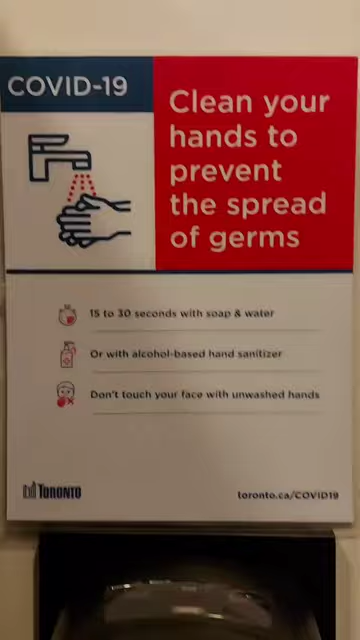 COVID-19
Clean your
hands to
prevent
the spread
of germs
15 to 30 seconds with soap & water
Or with alcohol-based hand sanitizer
Don't touch your face with unwashed hands
TORONTO
toronto.ca/COVID19